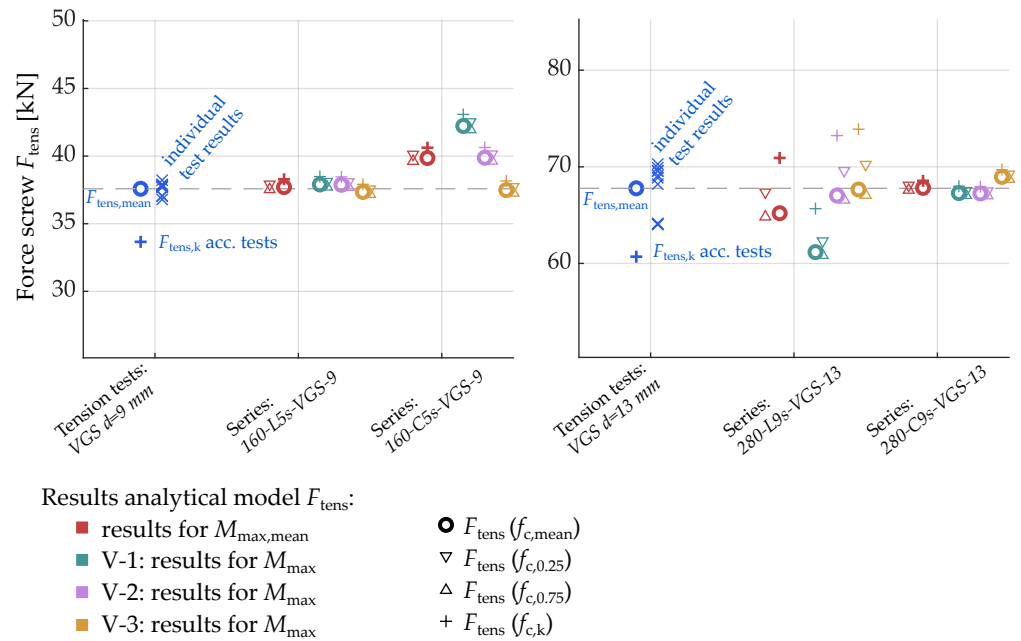 50
45
40
35
30
Force screw F_tens [kN]
individual
test results
F_tens,mean
F_tens,k acc. tests
Tension tests:
VGS d=9 mm
Series:
160-L5s-VGS-9
Series:
160-C5s-VGS-9
80
70
60
individual
test results
F_tens,mean
F_tens,k acc. tests
Tension tests:
VGS d=13 mm
Series:
280-L9s-VGS-13
Series:
280-C9s-VGS-13
Results analytical model F_tens:
results for M_max,mean
V-1: results for M_max
V-2: results for M_max
V-3: results for M_max
F_tens (f_c,mean)
F_tens (f_c,0.25)
F_tens (f_c,0.75)
F_tens (f_c,k)